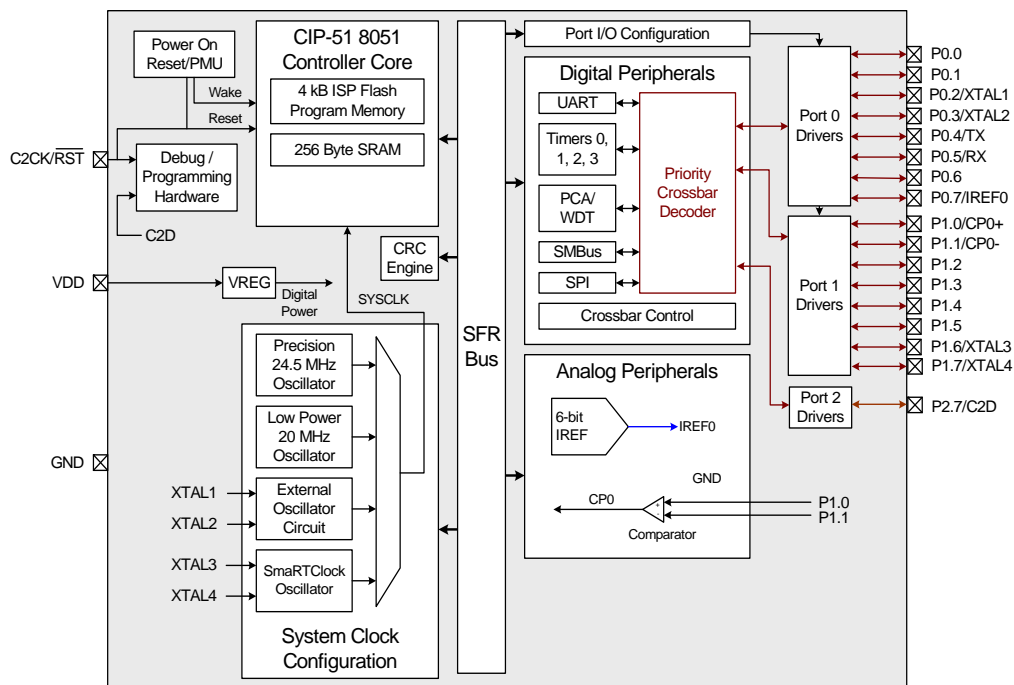 Power On
Reset/PMU
Wake
Reset
C2CK/RST
Debug /
Programming
Hardware
C2D
VDD
VREG
Digital
Power
GND
CIP-51 8051
Controller Core
4 kB ISP Flash
Program Memory
256 Byte SRAM
CRC
Engine
SYSCLK
Precision
24.5 MHz
Oscillator
Low Power
20 MHz
Oscillator
XTAL1
XTAL2
External
Oscillator
Circuit
XTAL3
XTAL4
SmaRTClock
Oscillator
System Clock
Configuration
SFR
Bus
Port I/O Configuration
Digital Peripherals
UART
Timers 0,
1, 2, 3
PCA/
WDT
SMBus
SPI
Priority
Crossbar
Decoder
Crossbar Control
Analog Peripherals
6-bit
IREF
IREF0
GND
CP0
+
-
Comparator
P1.0
P1.1
Port 0
Drivers
Port 1
Drivers
Port 2
Drivers
P0.0
P0.1
P0.2/XTAL1
P0.3/XTAL2
P0.4/TX
P0.5/RX
P0.6
P0.7/IREF0
P1.0/CP0+
P1.1/CP0-
P1.2
P1.3
P1.4
P1.5
P1.6/XTAL3
P1.7/XTAL4
P2.7/C2D